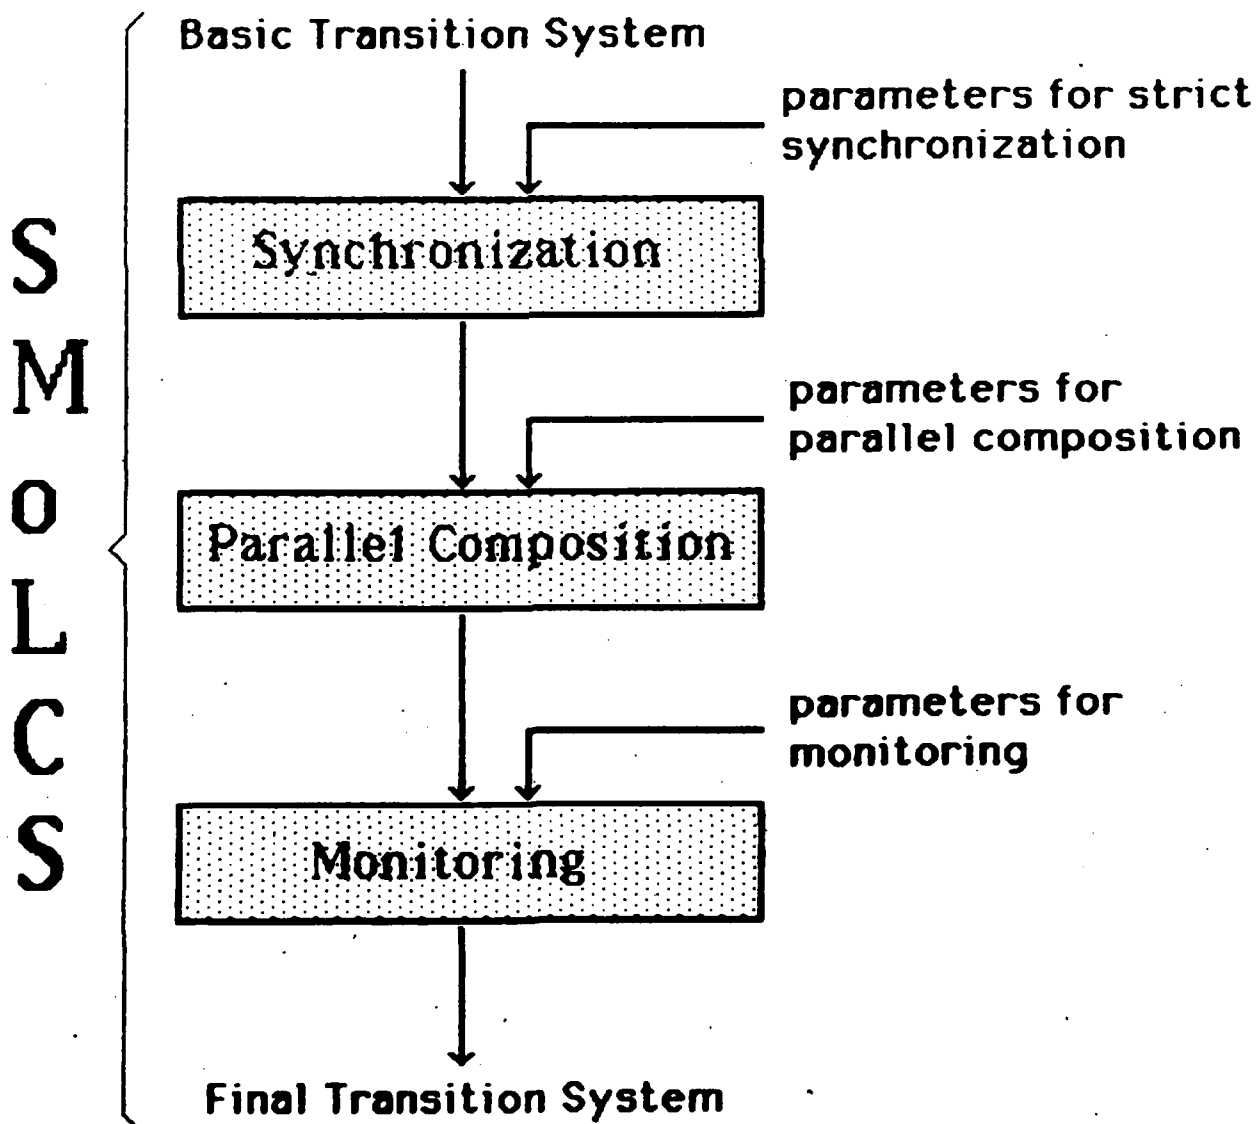 Basic Transition System
parameters for strict
synchronization
Synchronization
parameters for
parallel composition
Parallel Composition
parameters for
monitoring
Monitoring
Final Transition System
S
M
o
L
C
S